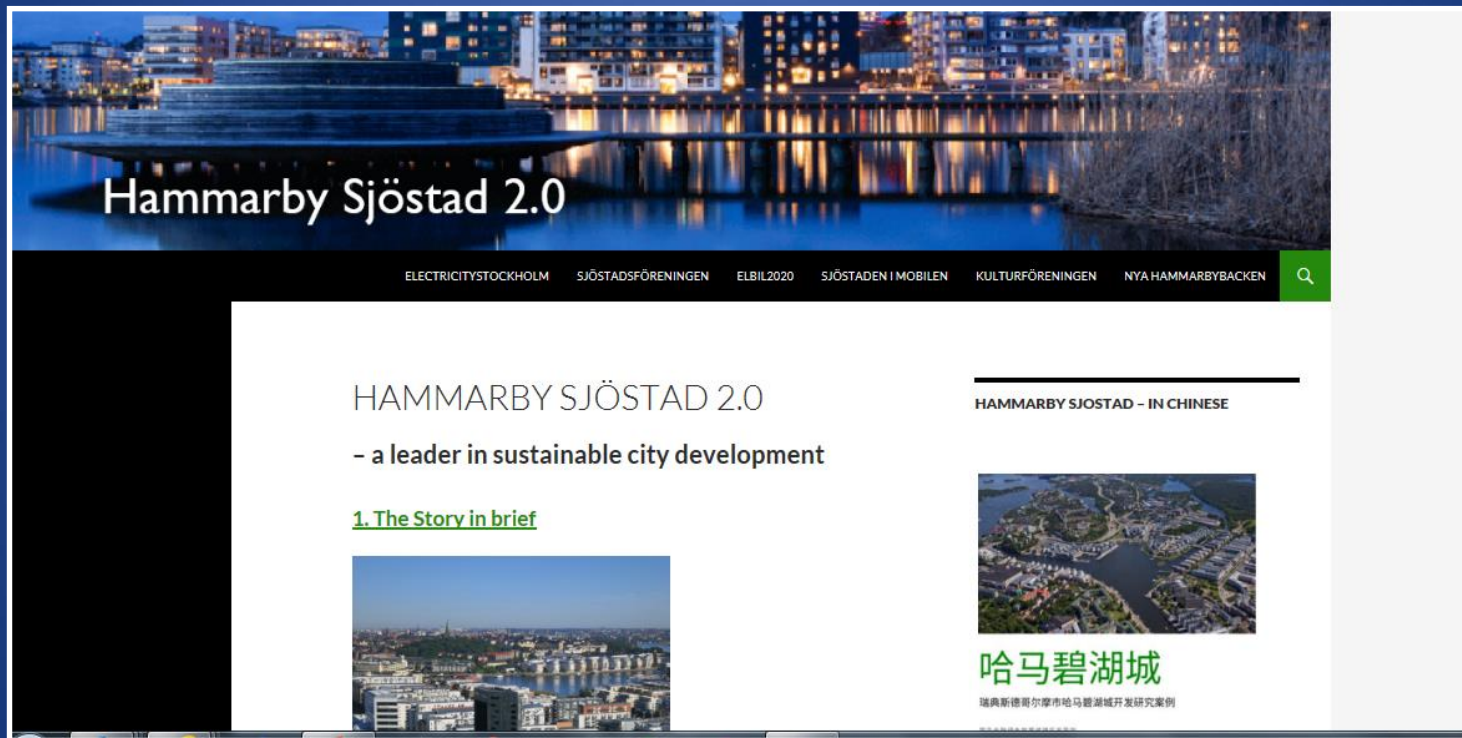 Hammarby Sjöstad 2.0
ELECTRICITYSTOCKHOLM SJÖSTADSFÖRENINGEN ELBIL2020 SJÖSTADEN I MOBILEN KULTURFÖRENINGEN NYA HAMMARBYBACKEN
HAMMARBY SJÖSTAD 2.0
– a leader in sustainable city development
1. The Story in brief
HAMMARBY SJOSTAD – IN CHINESE
哈马碧湖城
瑞典斯德哥尔摩市哈马碧湖城开发研究案例